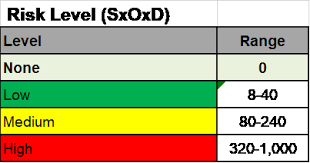 Risk Level (SxOxD)
Level Range
None 0
Low 8-40
Medium 80-240
High 320-1,000